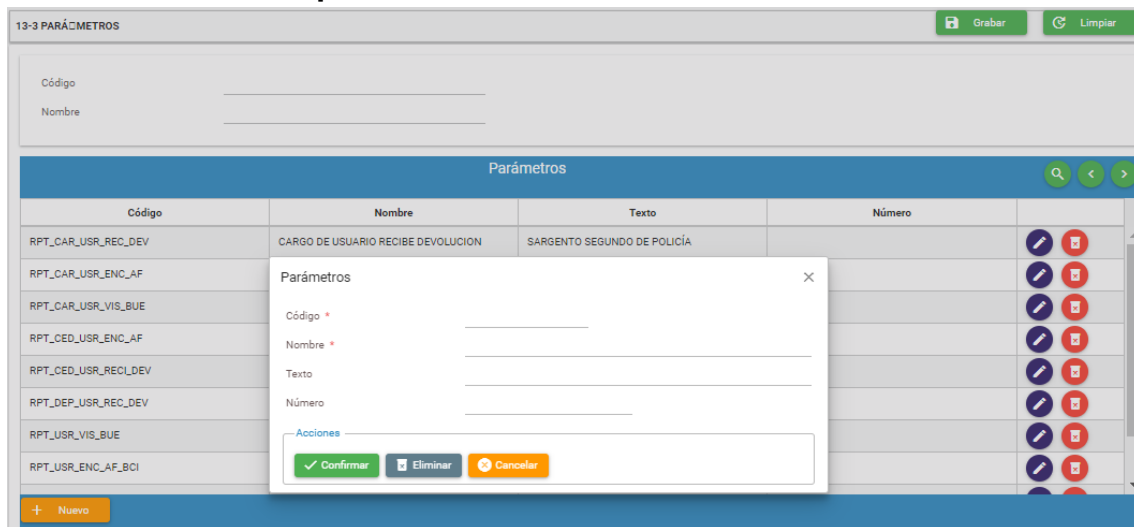 13-3 PARÁ□METROS Grabar Limpiar
Código
Nombre
Parámetros
Código Nombre Texto Número
RPT_CAR_USR_REC_DEV CARGO DE USUARIO RECIBE DEVOLUCION SARGENTO SEGUNDO DE POLICÍA
RPT_CAR_USR_ENC_AF
RPT_CAR_USR_VIS_BUE
RPT_CED_USR_ENC_AF
RPT_CED_USR_RECI_DEV
RPT_DEP_USR_REC_DEV
RPT_USR_VIS_BUE
RPT_USR_ENC_AF_BCI
Parámetros
Código *
Nombre *
Texto
Número
Acciones
Confirmar Eliminar Cancelar
+ Nuevo